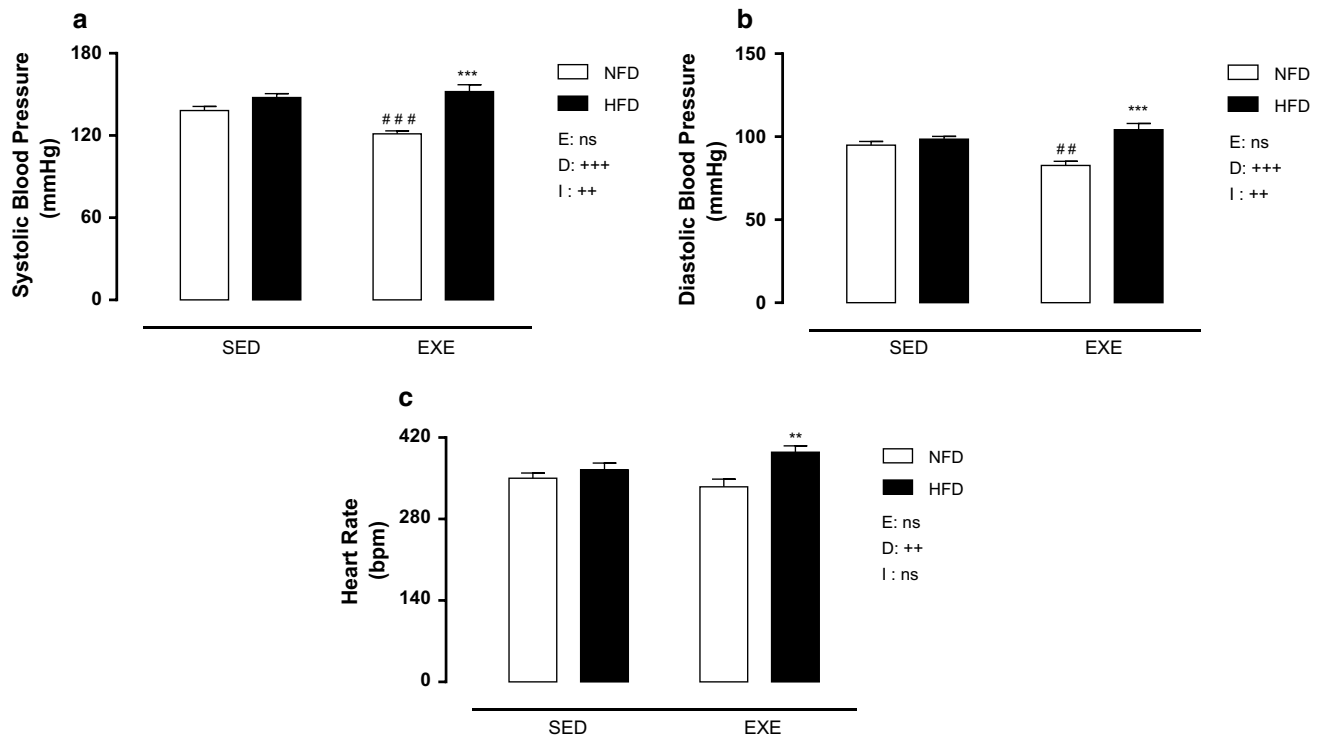 a
Systolic Blood Pressure
(mmHg)
180
120
60
0
# # #
***
NFD
HFD
E: ns
D: +++
I : ++
SED
EXE
b
Diastolic Blood Pressure
(mmHg)
150
100
50
0
# #
***
NFD
HFD
E: ns
D: +++
I : ++
SED
EXE
c
Heart Rate
(bpm)
420
280
140
0
**
NFD
HFD
E: ns
D: ++
I : ns
SED
EXE